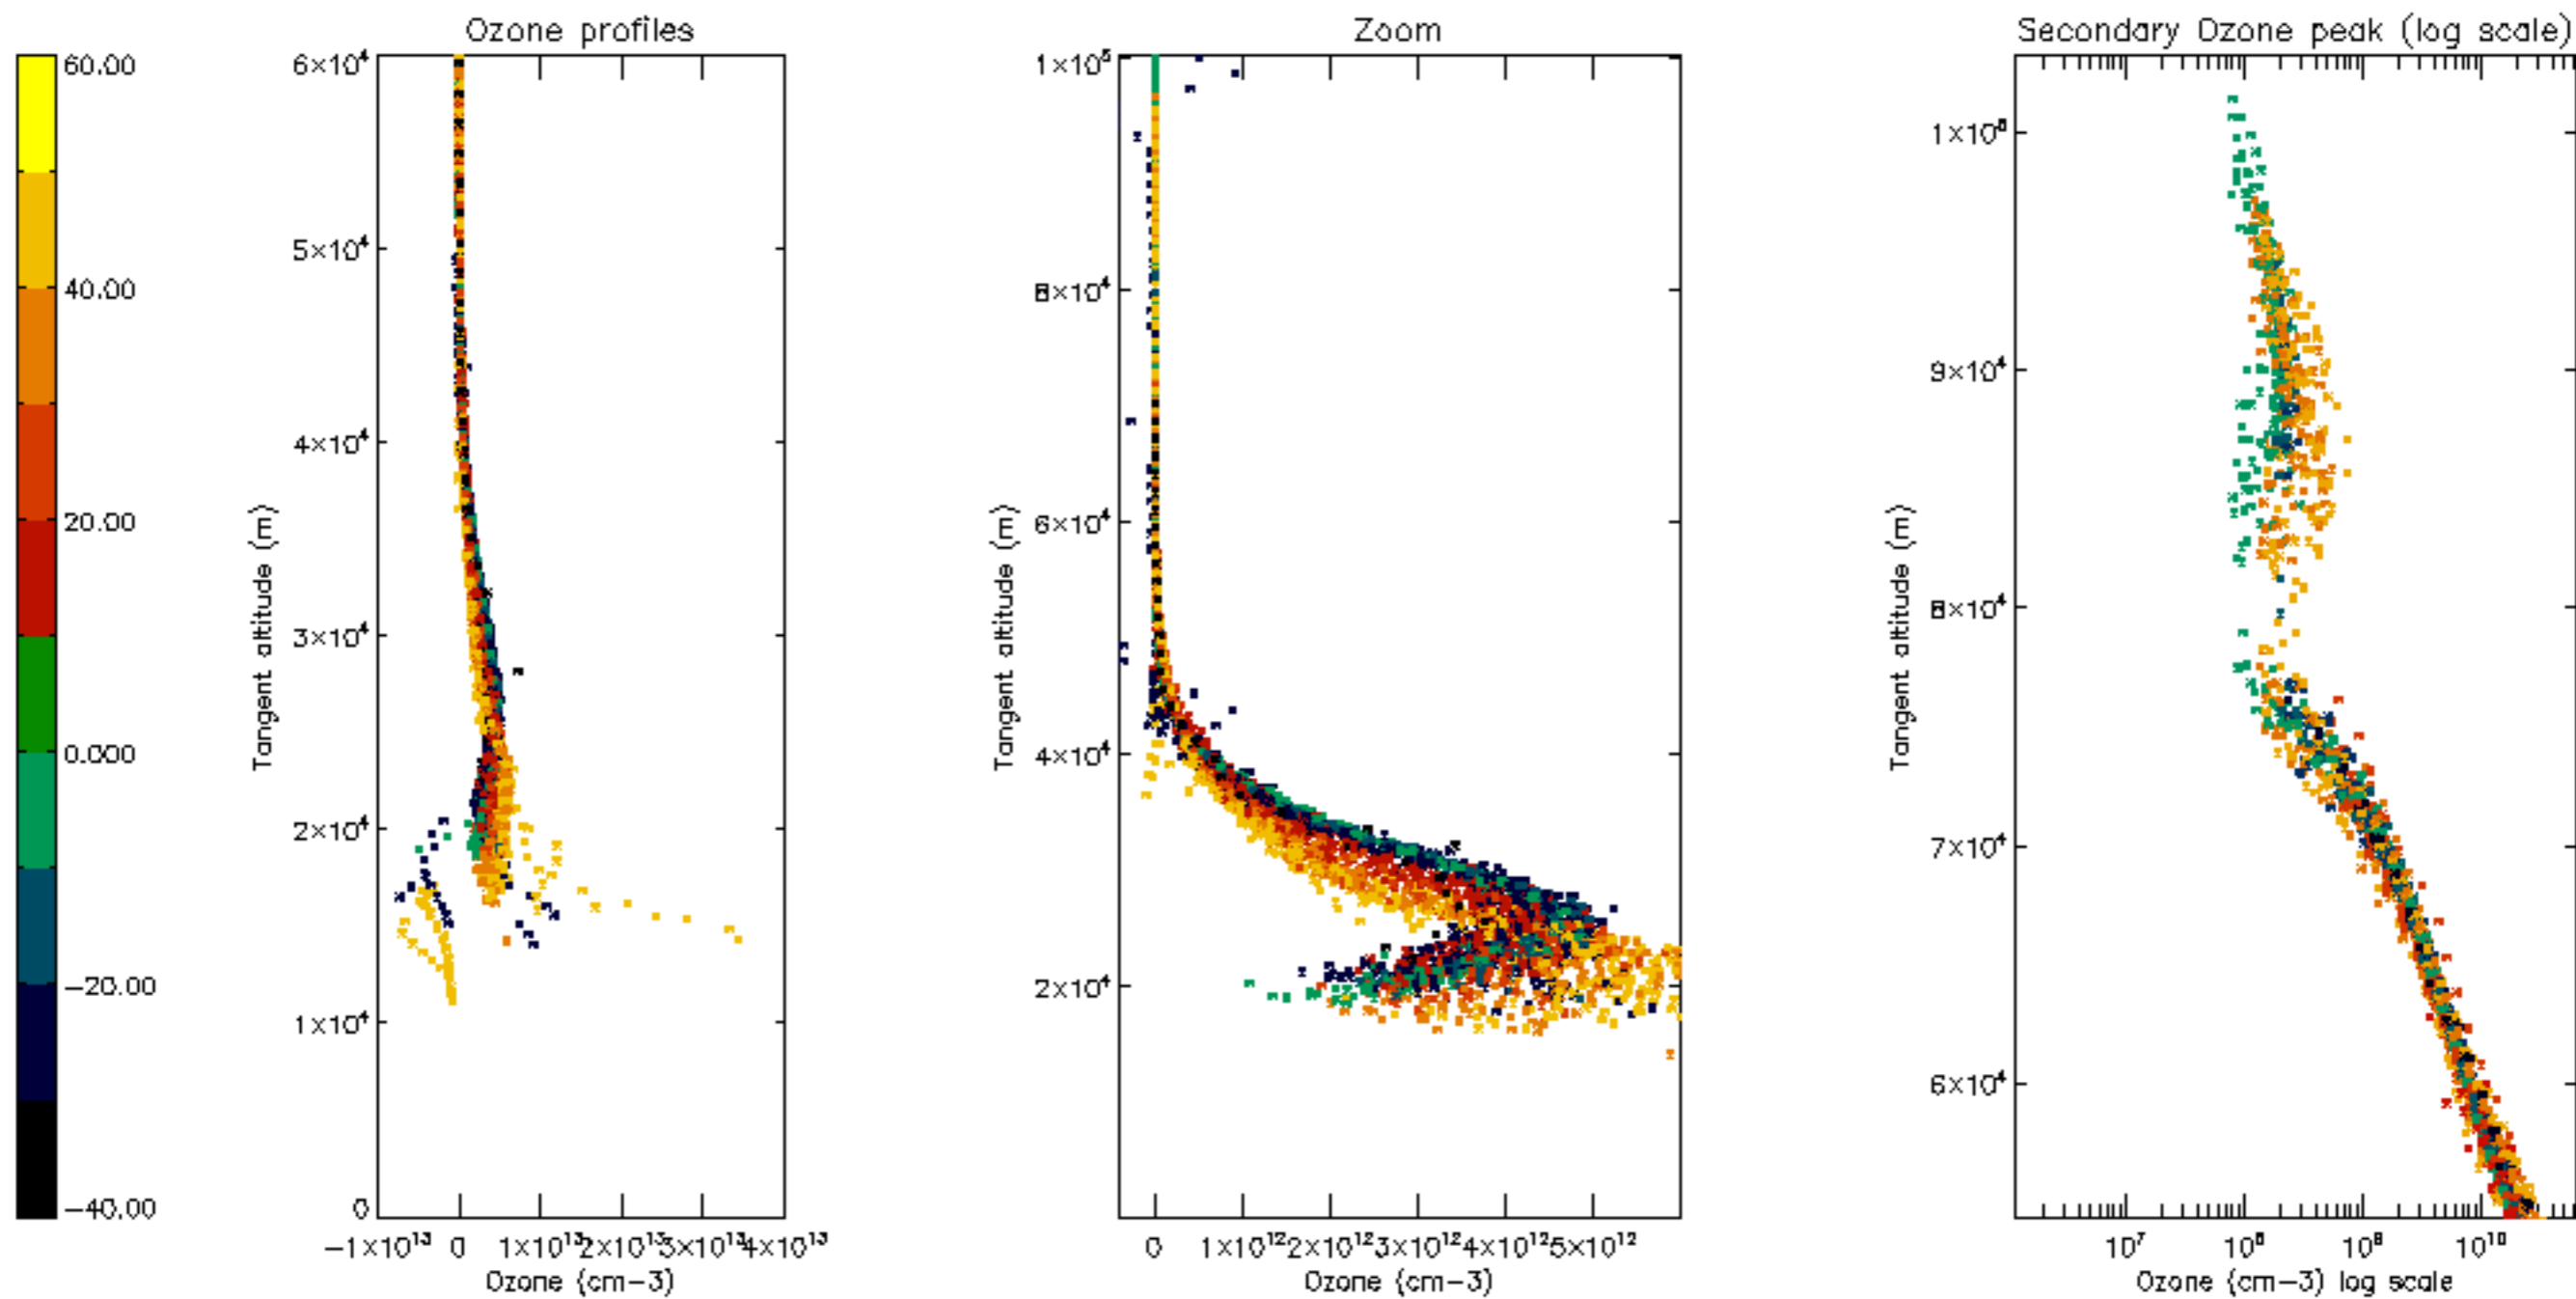 Ozone profiles
Zoom
Secondary Ozone peak (log scale)
60.00
40.00
20.00
0.000
−20.00
−40.00
6×10⁴
5×10⁴
4×10⁴
3×10⁴
2×10⁴
1×10⁴
0
Tangent altitude (m)
−1×10¹³ 0 1×10¹³ 2×10¹³ 3×10¹³ 4×10¹³
Ozone (cm−3)
1×10⁵
8×10⁴
6×10⁴
4×10⁴
2×10⁴
Tangent altitude (m)
0 1×10¹² 2×10¹² 3×10¹² 4×10¹² 5×10¹²
Ozone (cm−3)
9×10⁴
8×10⁴
7×10⁴
6×10⁴
Tangent altitude (m)
10⁷ 10⁸ 10⁹ 10¹⁰
Ozone (cm−3) log scale